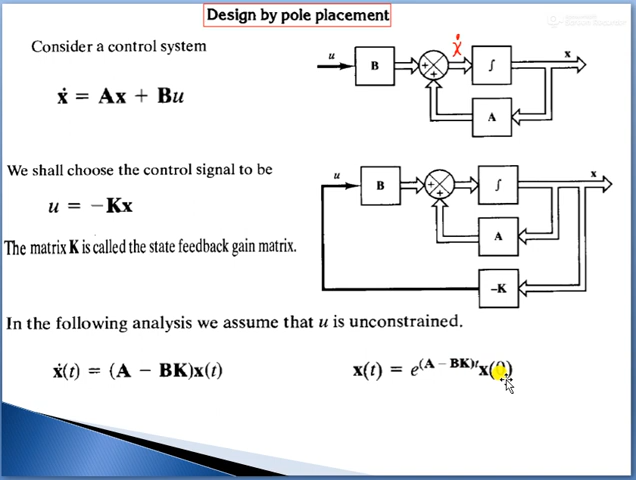 Design by pole placement
Consider a control system
ẋ = Ax + Bu
u
B
+
+
ẋ
∫
x
A
We shall choose the control signal to be
u = −Kx
The matrix K is called the state feedback gain matrix.
u
B
+
+
∫
x
A
−K
In the following analysis we assume that u is unconstrained.
ẋ(t) = (A − BK)x(t)
x(t) = e^(A − BK)t x(0)